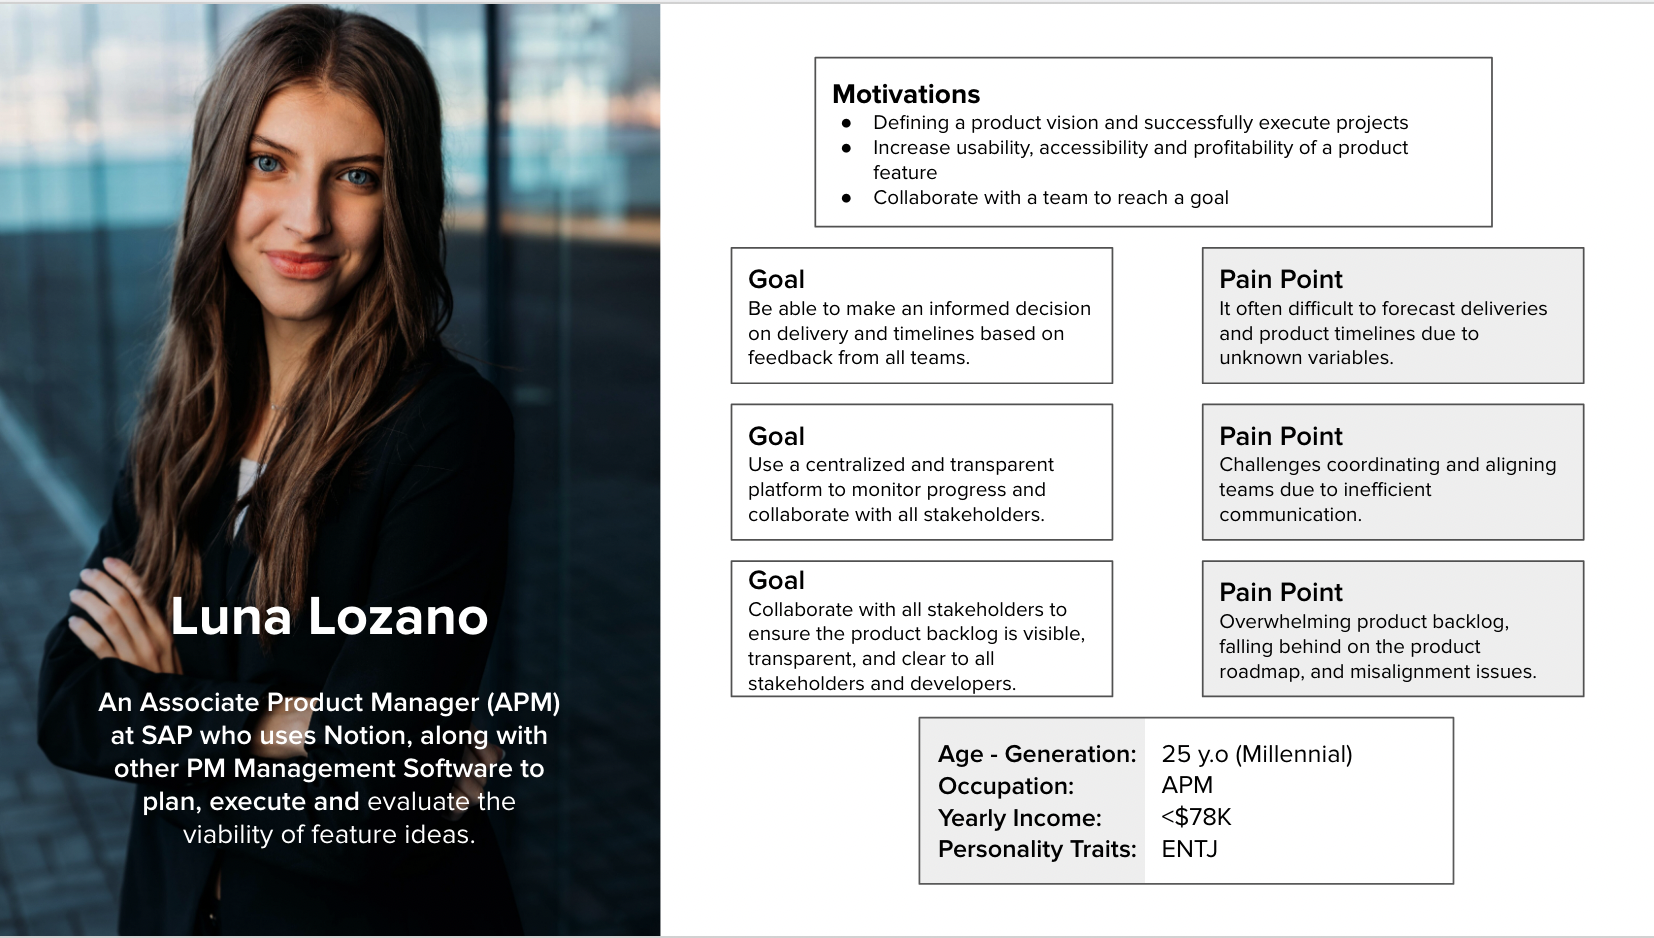 Luna Lozano
An Associate Product Manager (APM)
at SAP who uses Notion, along with
other PM Management Software to
plan, execute and evaluate the
viability of feature ideas.
Motivations
● Defining a product vision and successfully execute projects
● Increase usability, accessibility and profitability of a product
feature
● Collaborate with a team to reach a goal
Goal
Be able to make an informed decision
on delivery and timelines based on
feedback from all teams.
Pain Point
It often difficult to forecast deliveries
and product timelines due to
unknown variables.
Goal
Use a centralized and transparent
platform to monitor progress and
collaborate with all stakeholders.
Pain Point
Challenges coordinating and aligning
teams due to inefficient
communication.
Goal
Collaborate with all stakeholders to
ensure the product backlog is visible,
transparent, and clear to all
stakeholders and developers.
Pain Point
Overwhelming product backlog,
falling behind on the product
roadmap, and misalignment issues.
Age - Generation: 25 y.o (Millennial)
Occupation: APM
Yearly Income: <$78K
Personality Traits: ENTJ